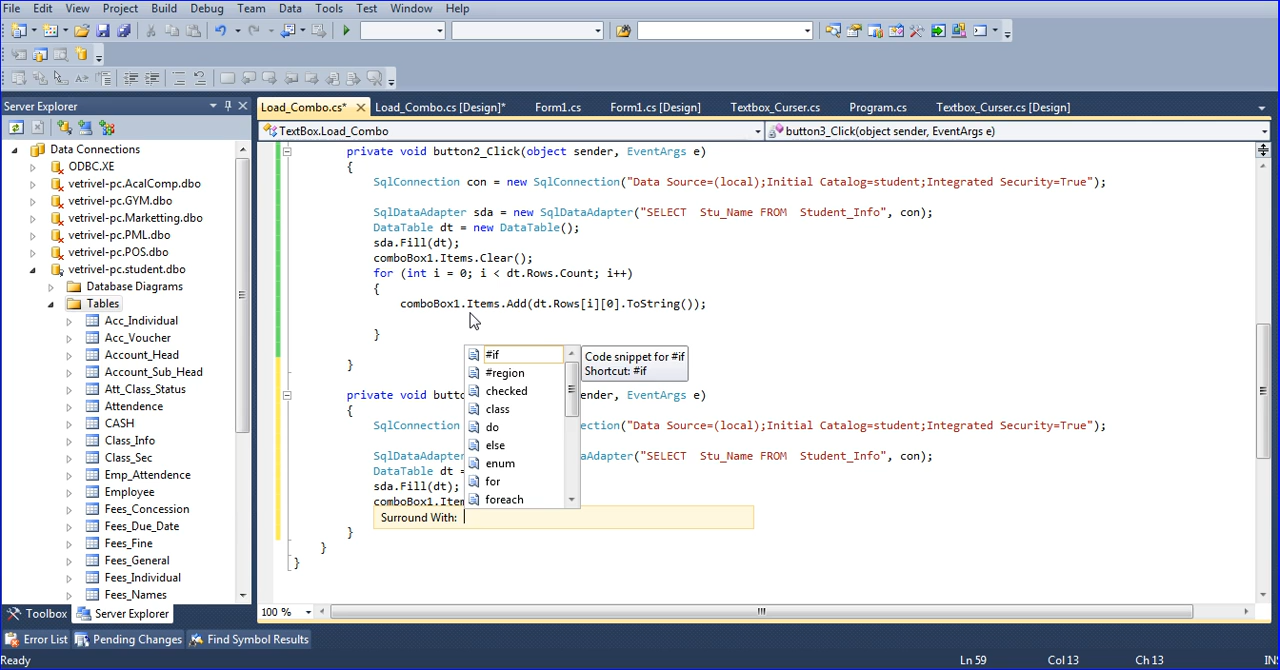 File Edit View Project Build Debug Team Data Tools Test Window Help
Server Explorer
Load_Combo.cs* Load_Combo.cs [Design]* Form1.cs Form1.cs [Design] Textbox_Curser.cs Program.cs Textbox_Curser.cs [Design]
TextBox.Load_Combo button3_Click(object sender, EventArgs e)
Data Connections
ODBC.XE
vetrivel-pc.AcalComp.dbo
vetrivel-pc.GYM.dbo
vetrivel-pc.Marketting.dbo
vetrivel-pc.PML.dbo
vetrivel-pc.POS.dbo
vetrivel-pc.student.dbo
Database Diagrams
Tables
Acc_Individual
Acc_Voucher
Account_Head
Account_Sub_Head
Att_Class_Status
Attendence
CASH
Class_Info
Class_Sec
Emp_Attendence
Employee
Fees_Concession
Fees_Due_Date
Fees_Fine
Fees_General
Fees_Individual
Fees_Names
Toolbox Server Explorer
private void button2_Click(object sender, EventArgs e)
{
SqlConnection con = new SqlConnection("Data Source=(local);Initial Catalog=student;Integrated Security=True");
SqlDataAdapter sda = new SqlDataAdapter("SELECT Stu_Name FROM Student_Info", con);
DataTable dt = new DataTable();
sda.Fill(dt);
comboBox1.Items.Clear();
for (int i = 0; i < dt.Rows.Count; i++)
{
comboBox1.Items.Add(dt.Rows[i][0].ToString());
}
}
private void butto ender, EventArgs e)
{
SqlConnection ection("Data Source=(local);Initial Catalog=student;Integrated Security=True");
SqlDataAdapter aAdapter("SELECT Stu_Name FROM Student_Info", con);
DataTable dt =
sda.Fill(dt);
comboBox1.Item
Surround With:
}
}
}
#if
#region
checked
class
do
else
enum
for
foreach
Code snippet for #if
Shortcut: #if
100 %
Error List Pending Changes Find Symbol Results
Ready Ln 59 Col 13 Ch 13 IN